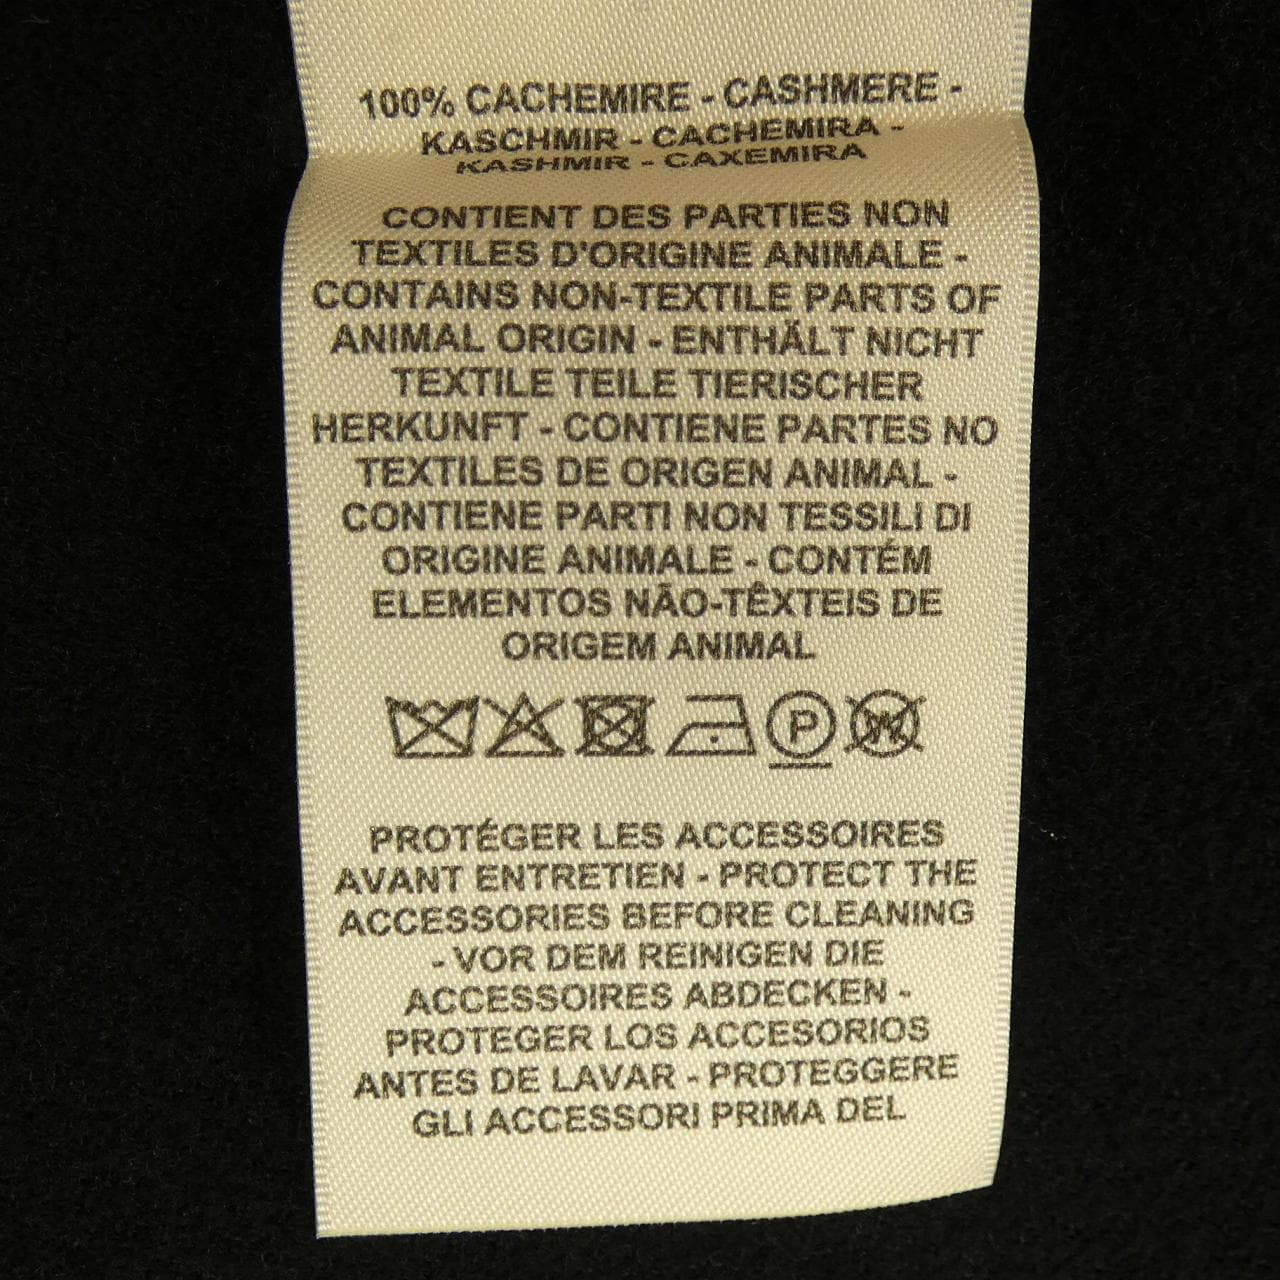 100% CACHEMIRE - CASHMERE -
KASCHMIR - CACHEMIRA -
KASHMIR - CAXEMIRA
CONTIENT DES PARTIES NON
TEXTILES D'ORIGINE ANIMALE -
CONTAINS NON-TEXTILE PARTS OF
ANIMAL ORIGIN - ENTHÄLT NICHT
TEXTILE TEILE TIERISCHER
HERKUNFT - CONTIENE PARTES NO
TEXTILES DE ORIGEN ANIMAL -
CONTIENE PARTI NON TESSILI DI
ORIGINE ANIMALE - CONTÉM
ELEMENTOS NÃO-TÊXTEIS DE
ORIGEM ANIMAL
P W
PROTÉGER LES ACCESSOIRES
AVANT ENTRETIEN - PROTECT THE
ACCESSORIES BEFORE CLEANING
- VOR DEM REINIGEN DIE
ACCESSOIRES ABDECKEN -
PROTEGER LOS ACCESORIOS
ANTES DE LAVAR - PROTEGGERE
GLI ACCESSORI PRIMA DEL